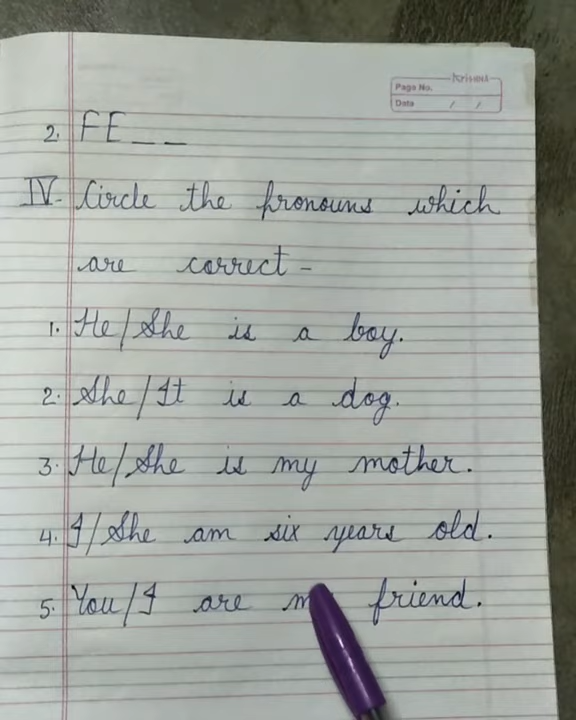 Page No.
Date / /
2. FE__
IV. Circle the pronouns which
are correct -
1. He/She is a boy.
2. She/It is a dog.
3. He/She is my mother.
4. I/She am six years old.
5. You/I are friend.